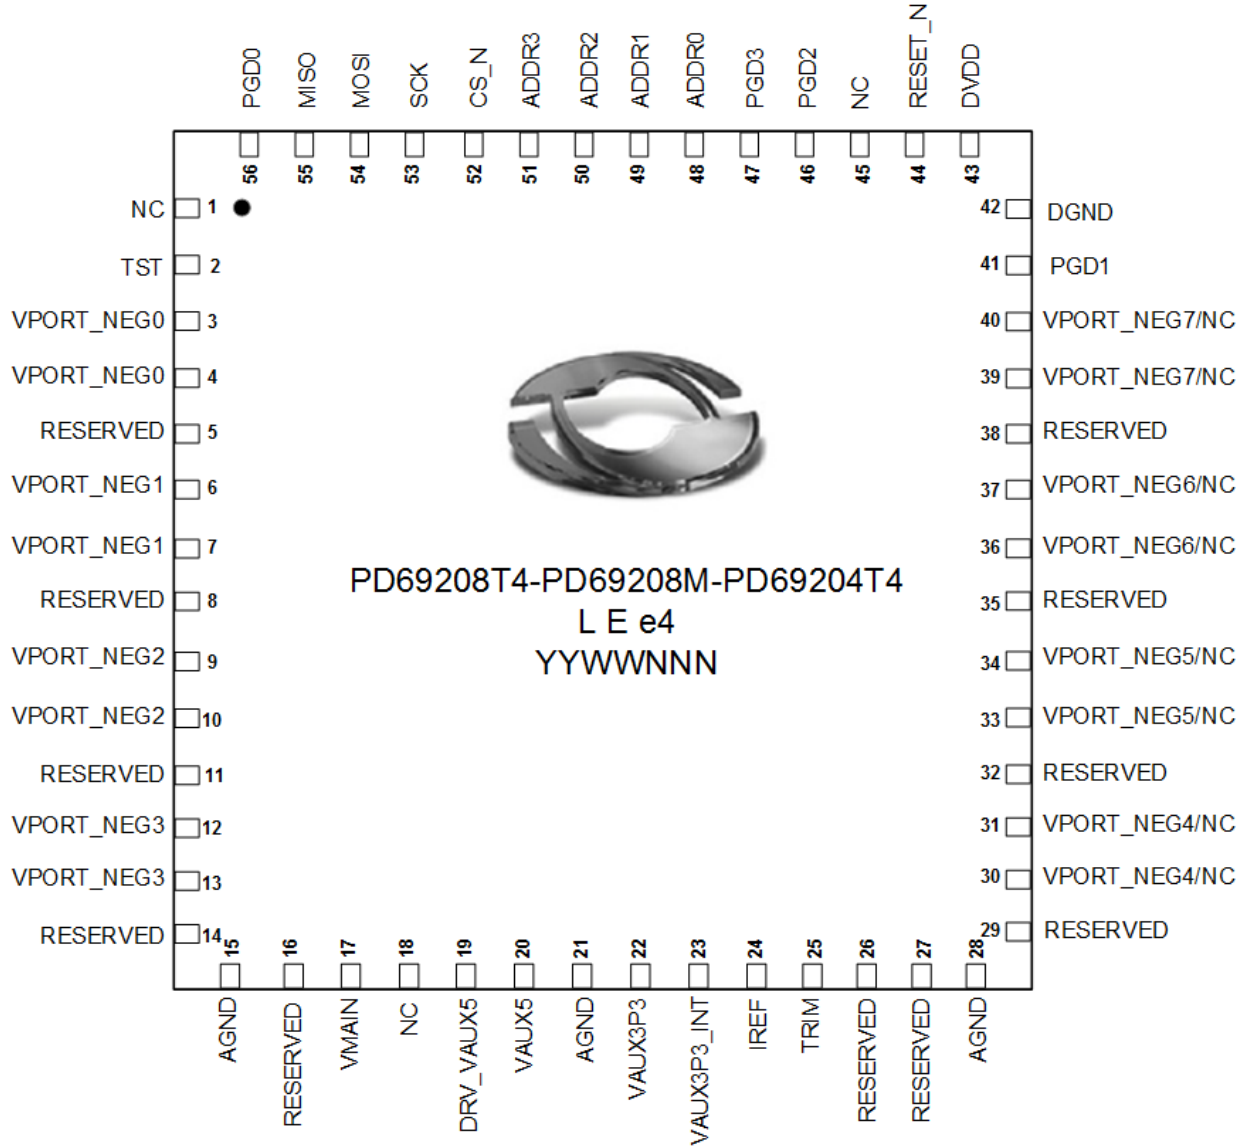 PGD0
MISO
MOSI
SCK
CS_N
ADDR3
ADDR2
ADDR1
ADDR0
PGD3
PGD2
NC
RESET_N
DVDD
56
55
54
53
52
51
50
49
48
47
46
45
44
43
NC 1
TST 2
VPORT_NEG0 3
VPORT_NEG0 4
RESERVED 5
VPORT_NEG1 6
VPORT_NEG1 7
RESERVED 8
VPORT_NEG2 9
VPORT_NEG2 10
RESERVED 11
VPORT_NEG3 12
VPORT_NEG3 13
RESERVED 14
PD69208T4-PD69208M-PD69204T4
L E e4
YYWWNNN
42 DGND
41 PGD1
40 VPORT_NEG7/NC
39 VPORT_NEG7/NC
38 RESERVED
37 VPORT_NEG6/NC
36 VPORT_NEG6/NC
35 RESERVED
34 VPORT_NEG5/NC
33 VPORT_NEG5/NC
32 RESERVED
31 VPORT_NEG4/NC
30 VPORT_NEG4/NC
29 RESERVED
15
16
17
18
19
20
21
22
23
24
25
26
27
28
AGND
RESERVED
VMAIN
NC
DRV_VAUX5
VAUX5
AGND
VAUX3P3
VAUX3P3_INT
IREF
TRIM
RESERVED
RESERVED
AGND